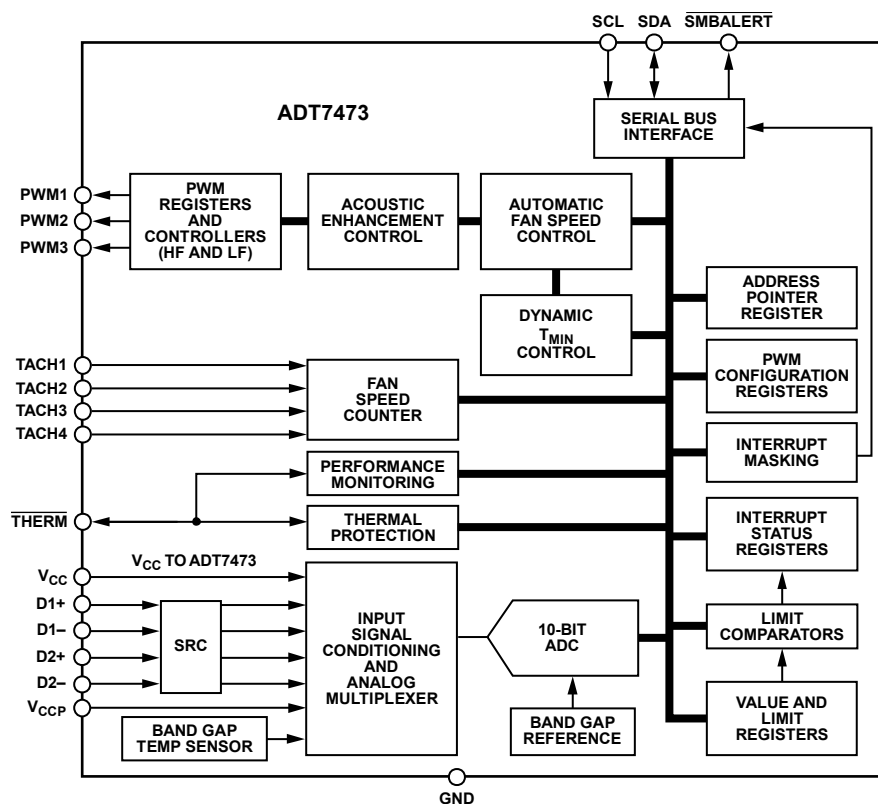 SCL
SDA
SMBALERT
ADT7473
SERIAL BUS
INTERFACE
PWM1
PWM2
PWM3
PWM
REGISTERS
AND
CONTROLLERS
(HF AND LF)
ACOUSTIC
ENHANCEMENT
CONTROL
AUTOMATIC
FAN SPEED
CONTROL
DYNAMIC
TMIN
CONTROL
ADDRESS
POINTER
REGISTER
TACH1
TACH2
TACH3
TACH4
FAN
SPEED
COUNTER
PWM
CONFIGURATION
REGISTERS
INTERRUPT
MASKING
PERFORMANCE
MONITORING
THERM
THERMAL
PROTECTION
INTERRUPT
STATUS
REGISTERS
VCC TO ADT7473
VCC
D1+
D1–
D2+
D2–
VCCP
SRC
INPUT
SIGNAL
CONDITIONING
AND
ANALOG
MULTIPLEXER
10-BIT
ADC
LIMIT
COMPARATORS
BAND GAP
TEMP SENSOR
BAND GAP
REFERENCE
VALUE AND
LIMIT
REGISTERS
GND